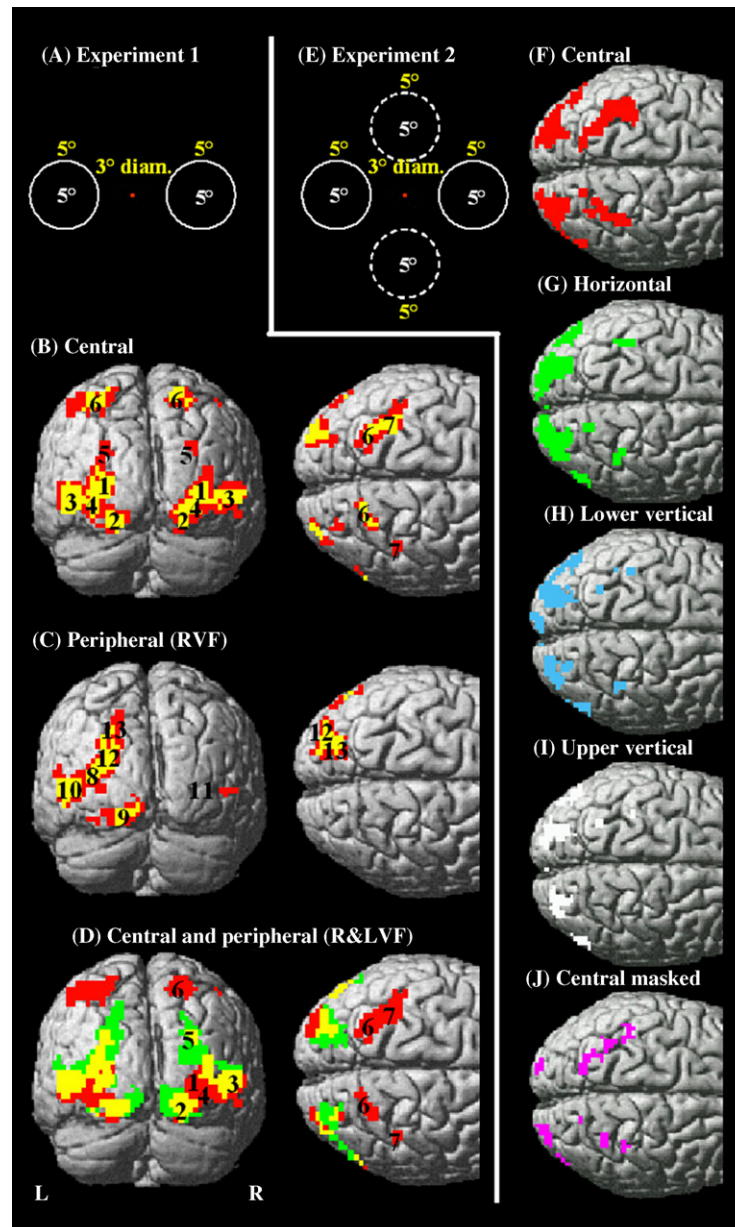 (A) Experiment 1
5° 5°
3° diam.
5° 5°
(E) Experiment 2
5°
5°
5° 5°
3° diam.
5° 5°
5°
5°
(F) Central
(G) Horizontal
(H) Lower vertical
(I) Upper vertical
(J) Central masked
(B) Central
6 6
5 5
1 1
3 4 4 3
2 2
7
6
6
7
(C) Peripheral (RVF)
13
12
8
10 11
9
12
13
(D) Central and peripheral (R&LVF)
6
5
1 3
4
2
7
6
6
7
L R